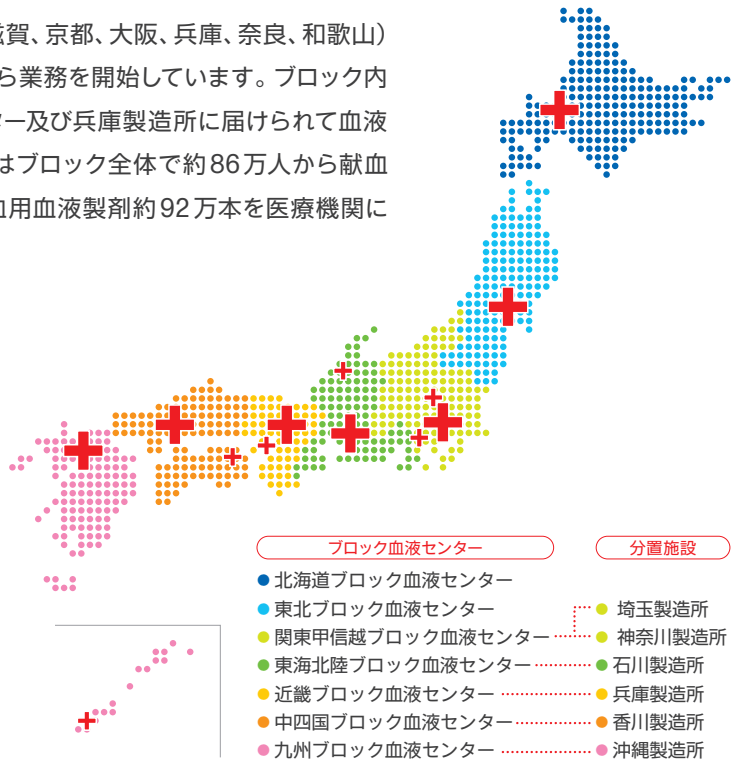 滋賀、京都、大阪、兵庫、奈良、和歌山）
ら業務を開始しています。ブロック内
ター及び兵庫製造所に届けられて血液
はブロック全体で約86万人から献血
血用血液製剤約92万本を医療機関に
ブロック血液センター 分置施設
北海道ブロック血液センター
東北ブロック血液センター 埼玉製造所
関東甲信越ブロック血液センター 神奈川製造所
東海北陸ブロック血液センター 石川製造所
近畿ブロック血液センター 兵庫製造所
中四国ブロック血液センター 香川製造所
九州ブロック血液センター 沖縄製造所